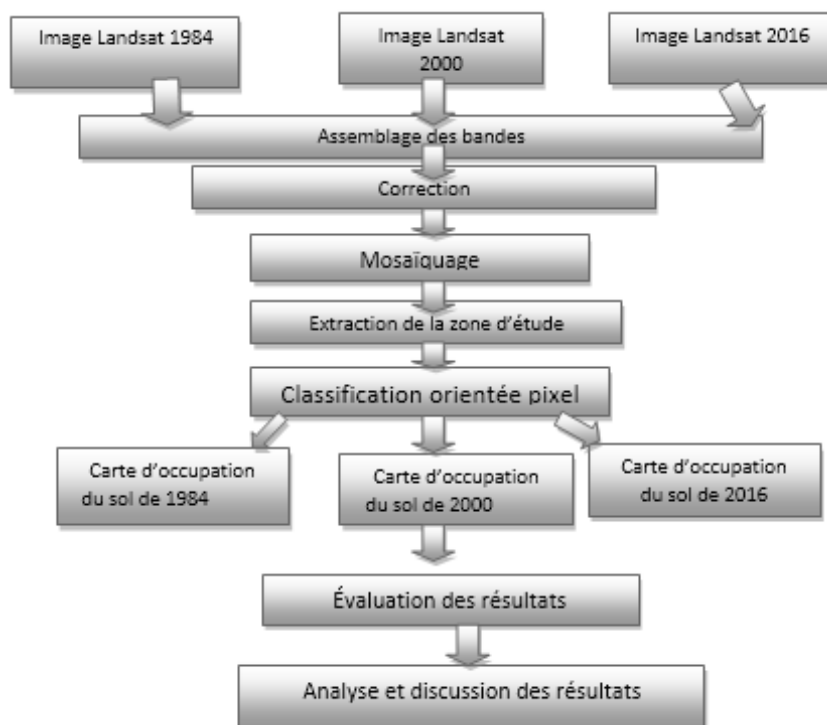 Image Landsat 1984
Image Landsat
2000
Image Landsat 2016
Assemblage des bandes
Correction
Mosaïquage
Extraction de la zone d'étude
Classification orientée pixel
Carte d'occupation
du sol de 1984
Carte d'occupation
du sol de 2000
Carte d'occupation
du sol de 2016
Évaluation des résultats
Analyse et discussion des résultats